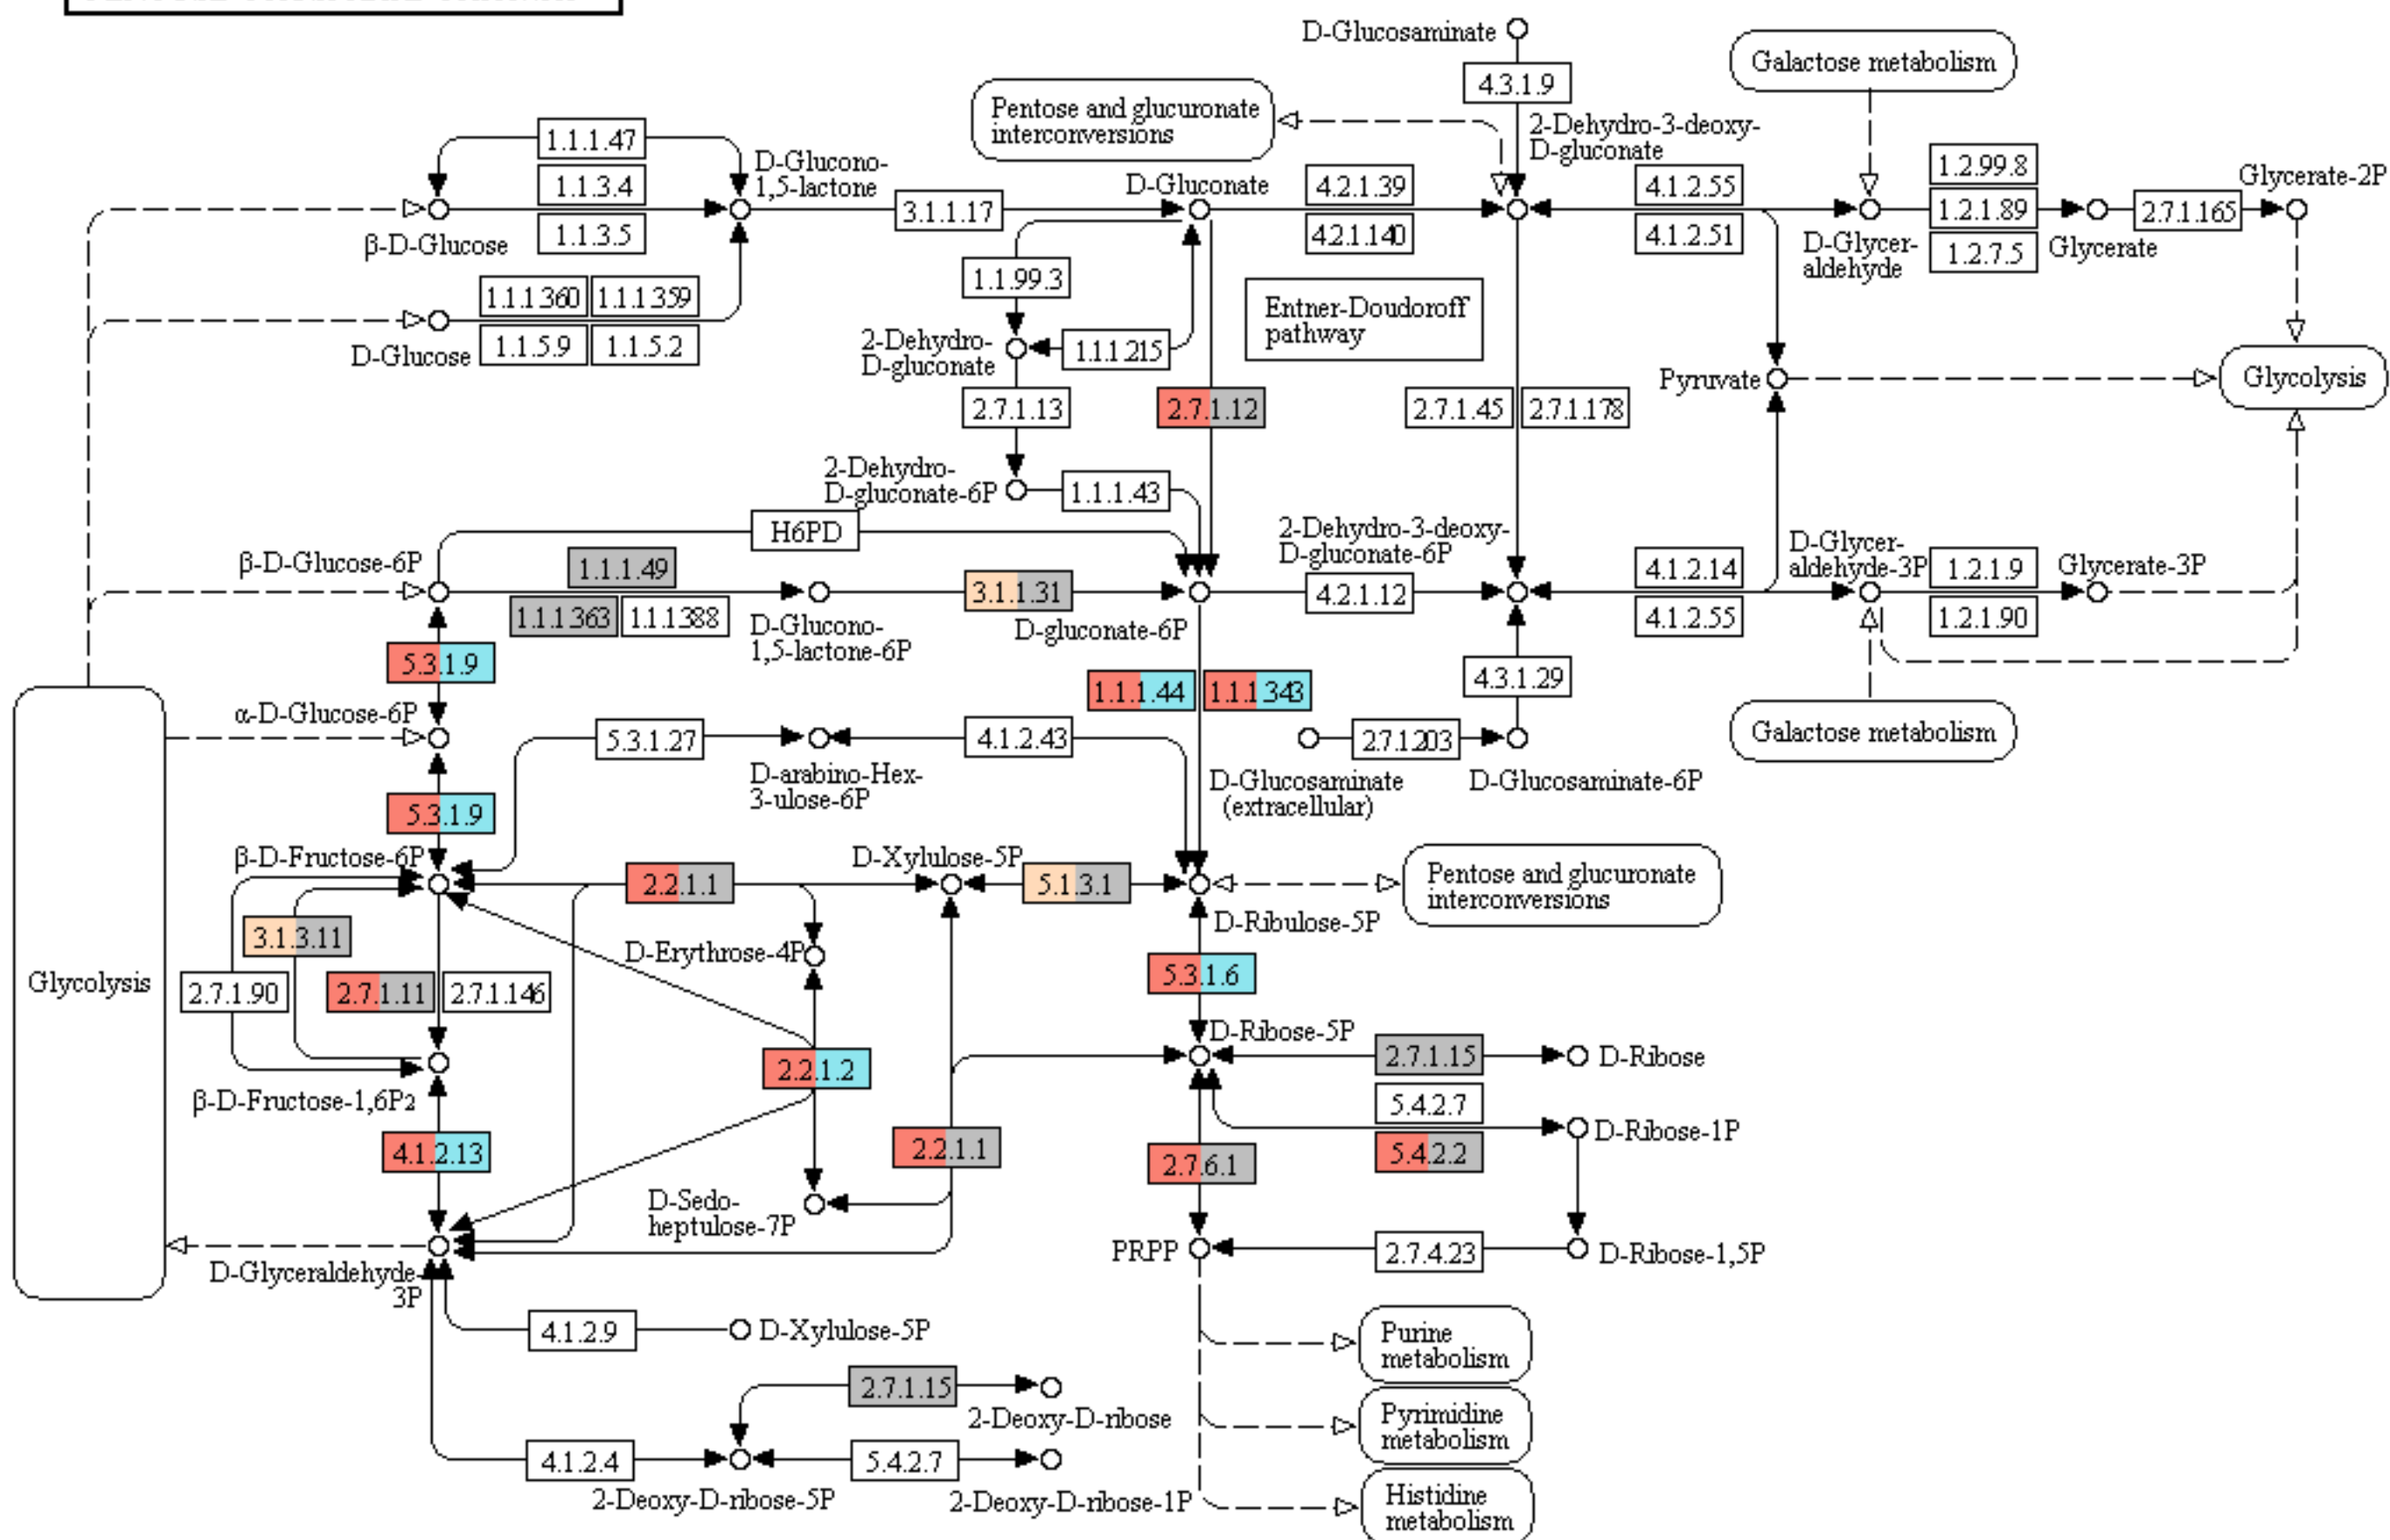 D-Glucosaminate
4.3.1.9
Galactose metabolism
Pentose and glucuronate
interconversions
2-Dehydro-3-deoxy-
D-gluconate
1.1.1.47
1.1.3.4
1.1.3.5
D-Glucono-
1,5-lactone
3.1.1.17
D-Gluconate
4.2.1.39
4.2.1.140
4.1.2.55
4.1.2.51
1.2.99.8
1.2.1.89
1.2.7.5
Glycerate-2P
2.7.1.165
β-D-Glucose
D-Glycer-
aldehyde
Glycerate
1.1.1.360
1.1.1.359
1.1.5.9
1.1.5.2
D-Glucose
1.1.99.3
Entner-Doudoroff
pathway
2-Dehydro-
D-gluconate
1.1.1.215
Pyruvate
Glycolysis
2.7.1.13
2.7.1.12
2.7.1.45
2.7.1.178
2-Dehydro-
D-gluconate-6P
1.1.1.43
H6PD
2-Dehydro-3-deoxy-
D-gluconate-6P
β-D-Glucose-6P
1.1.1.49
1.1.1.363
1.1.1.388
D-Glucono-
1,5-lactone-6P
3.1.1.31
D-gluconate-6P
4.2.1.12
4.1.2.14
4.1.2.55
D-Glycer-
aldehyde-3P
1.2.1.9
1.2.1.90
Glycerate-3P
5.3.1.9
1.1.1.44
1.1.1.343
4.3.1.29
α-D-Glucose-6P
5.3.1.27
D-arabino-Hex-
3-ulose-6P
4.1.2.43
2.7.1.203
D-Glucosaminate
(extracellular)
D-Glucosaminate-6P
Galactose metabolism
5.3.1.9
β-D-Fructose-6P
2.2.1.1
D-Xylulose-5P
5.1.3.1
D-Ribulose-5P
Pentose and glucuronate
interconversions
3.1.3.11
D-Erythrose-4P
5.3.1.6
Glycolysis
2.7.1.90
2.7.1.11
2.7.1.146
D-Ribose-5P
2.7.1.15
D-Ribose
2.2.1.2
β-D-Fructose-1,6P2
5.4.2.7
5.4.2.2
D-Ribose-1P
4.1.2.13
2.2.1.1
2.7.6.1
D-Sedo-
heptulose-7P
PRPP
2.7.4.23
D-Ribose-1,5P
D-Glyceraldehyde-
3P
4.1.2.9
D-Xylulose-5P
Purine
metabolism
2.7.1.15
2-Deoxy-D-ribose
Pyrimidine
metabolism
4.1.2.4
2-Deoxy-D-ribose-5P
5.4.2.7
2-Deoxy-D-ribose-1P
Histidine
metabolism